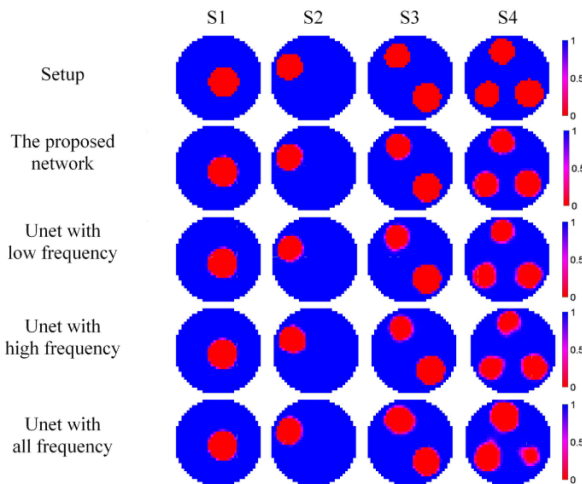 S1 S2 S3 S4
Setup
1
0.5
0
The proposed
network
1
0.5
0
Unet with
low frequency
1
0.5
0
Unet with
high frequency
1
0.5
0
Unet with
all frequency
1
0.5
0